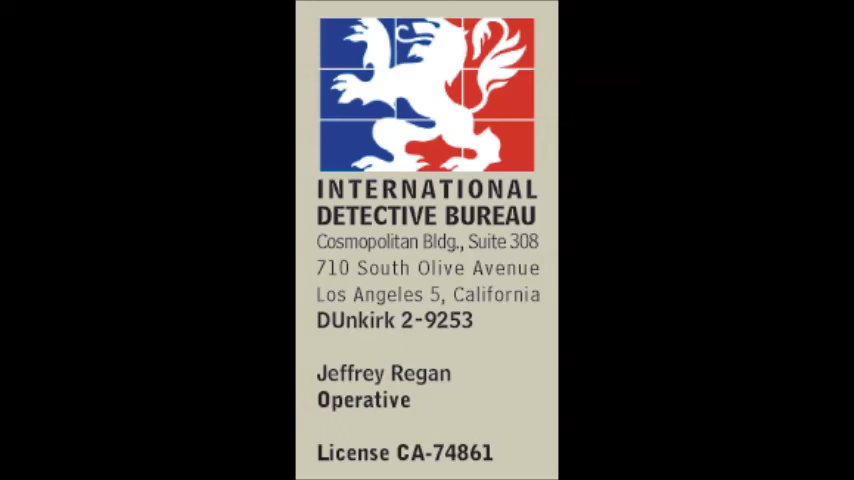 INTERNATIONAL
DETECTIVE BUREAU
Cosmopolitan Bldg., Suite 308
710 South Olive Avenue
Los Angeles 5, California
DUnkirk 2-9253
Jeffrey Regan
Operative
License CA-74861